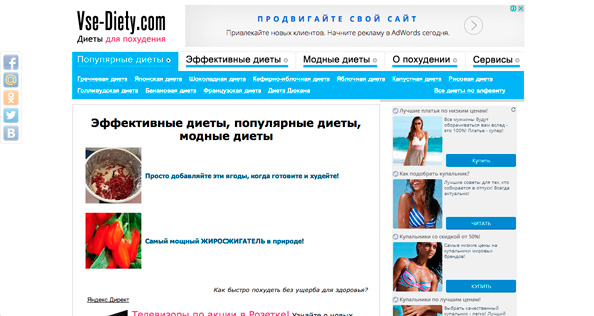 Vse-Diety.com
Диеты для похудения
ПРОДВИГАЙТЕ СВОЙ САЙТ
Привлекайте новых клиентов. Начните рекламу в AdWords сегодня.
Популярные диеты
Эффективные диеты
Модные диеты
О похудении
Сервисы
Гречневая диета Японская диета Шоколадная диета Кефирно-яблочная диета Яблочная диета Капустная диета Рисовая диета
Голливудская диета Банановая диета Французская диета Диета Дюкана Все диеты по алфавиту
Эффективные диеты, популярные диеты,
модные диеты
Просто добавляйте эти ягоды, когда готовите и худейте!
Самый мощный ЖИРОСЖИГАТЕЛЬ в природе!
Как быстро похудеть без ущерба для здоровья?
Яндекс Директ
Телевизоры по акции в Розетке! Узнайте о новых
Лучшие платья по низким ценам!
Все мужчины будут
оборачиваться вам вслед -
это 100%! Платья - супер!
Купить
Как подобрать купальник?
Лучшие советы для тех, кто
собирается в отпуск! Всегда
актуально!
ЧИТАТЬ
Купальники со скидкой от 50%!
Самые низкие цены на
купальники мировых
брендов!
КУПИТЬ
Купальники по лучшим ценам!
Выбрать качественный
купальник - легко! Лучший